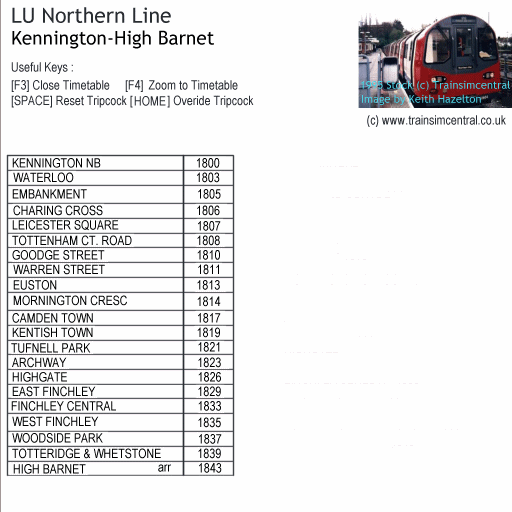 LU Northern Line
Kennington-High Barnet
Useful Keys :
[F3] Close Timetable [F4] Zoom to Timetable
[SPACE] Reset Tripcock [HOME] Overide Tripcock
1995 Stock (c) Trainsimcentral
Image by Keith Hazelton
(c) www.trainsimcentral.co.uk
KENNINGTON NB 1800
WATERLOO 1803
EMBANKMENT 1805
CHARING CROSS 1806
LEICESTER SQUARE 1807
TOTTENHAM CT. ROAD 1808
GOODGE STREET 1810
WARREN STREET 1811
EUSTON 1813
MORNINGTON CRESC 1814
CAMDEN TOWN 1817
KENTISH TOWN 1819
TUFNELL PARK 1821
ARCHWAY 1823
HIGHGATE 1826
EAST FINCHLEY 1829
FINCHLEY CENTRAL 1833
WEST FINCHLEY 1835
WOODSIDE PARK 1837
TOTTERIDGE & WHETSTONE 1839
HIGH BARNET arr 1843